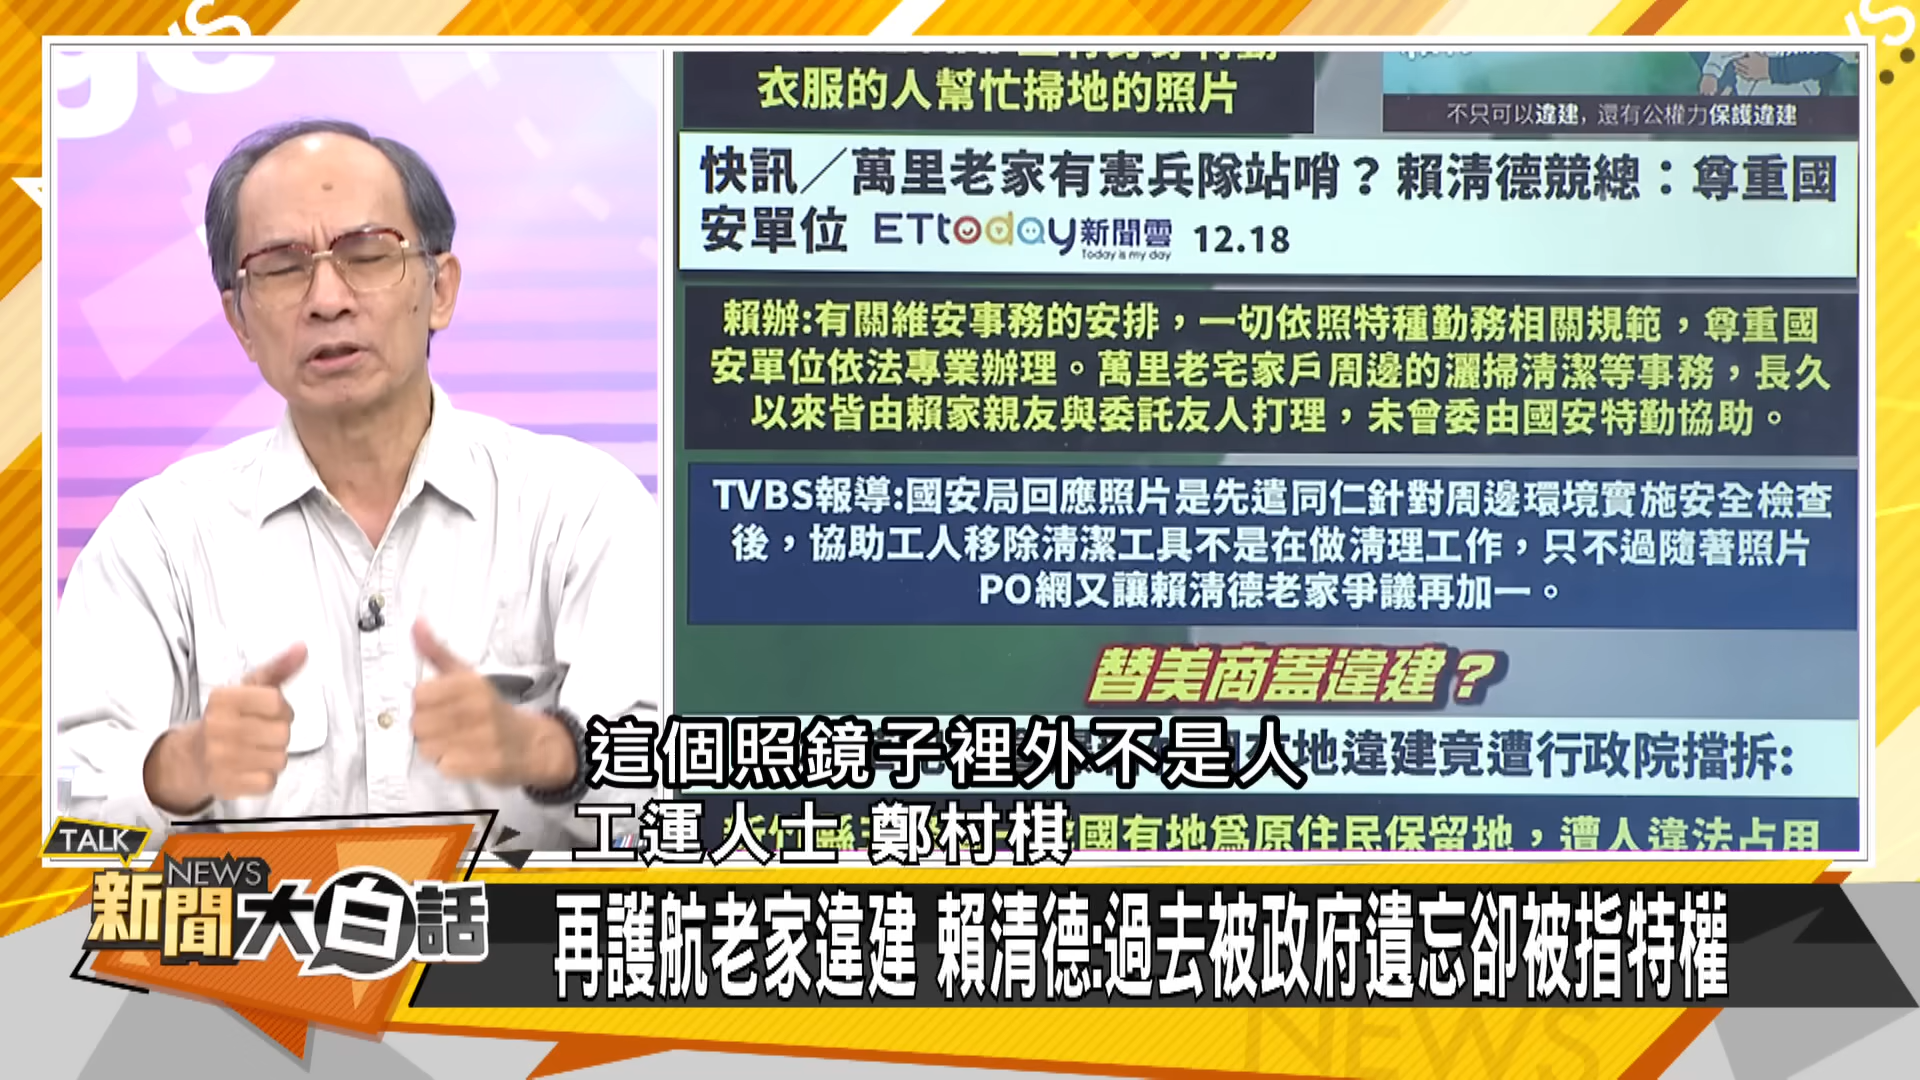 衣服的人幫忙掃地的照片
不只可以違建，還有公權力保護違建
快訊／萬里老家有憲兵隊站哨？賴清德競總：尊重國
安單位 ETtoday新聞雲 12.18
Today is my day
賴辦:有關維安事務的安排，一切依照特種勤務相關規範，尊重國
安單位依法專業辦理。萬里老宅家戶周邊的灑掃清潔等事務，長久
以來皆由賴家親友與委託友人打理，未曾委由國安特勤協助。
TVBS報導:國安局回應照片是先遣同仁針對周邊環境實施安全檢查
後，協助工人移除清潔工具不是在做清理工作，只不過隨著照片
PO網又讓賴清德老家爭議再加一。
替美商蓋違建？
地違建竟遭行政院擋拆:
國有地為原住民保留地，遭人違法占用
這個照鏡子裡外不是人
工運人士 鄭村棋
TALK
NEWS
新聞大白話
再護航老家違建 賴清德:過去被政府遺忘卻被指特權
NEWS